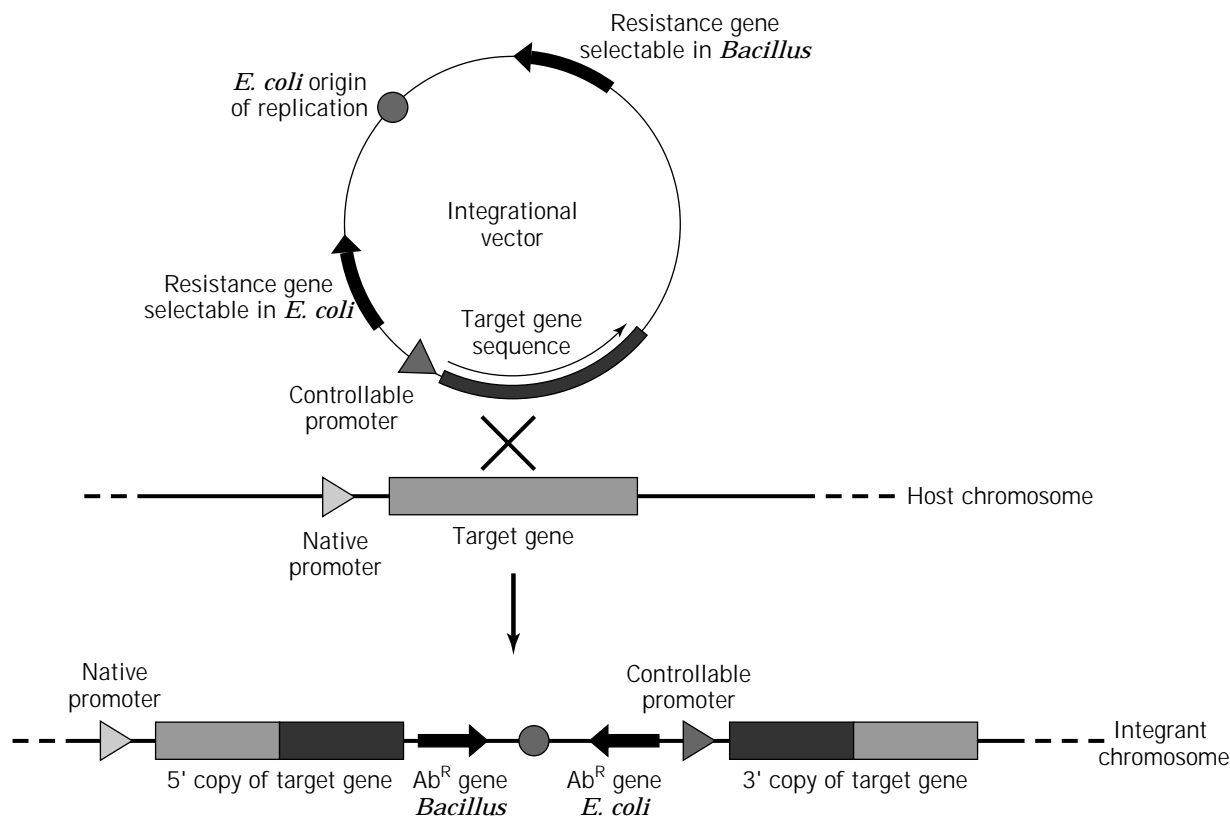 Resistance gene
selectable in Bacillus
E. coli origin
of replication
Integrational
vector
Resistance gene
selectable in E. coli
Target gene
sequence
Controllable
promoter
Host chromosome
Native
promoter
Target gene
Native
promoter
Controllable
promoter
Integrant
chromosome
5' copy of target gene
AbR gene
Bacillus
AbR gene
E. coli
3' copy of target gene